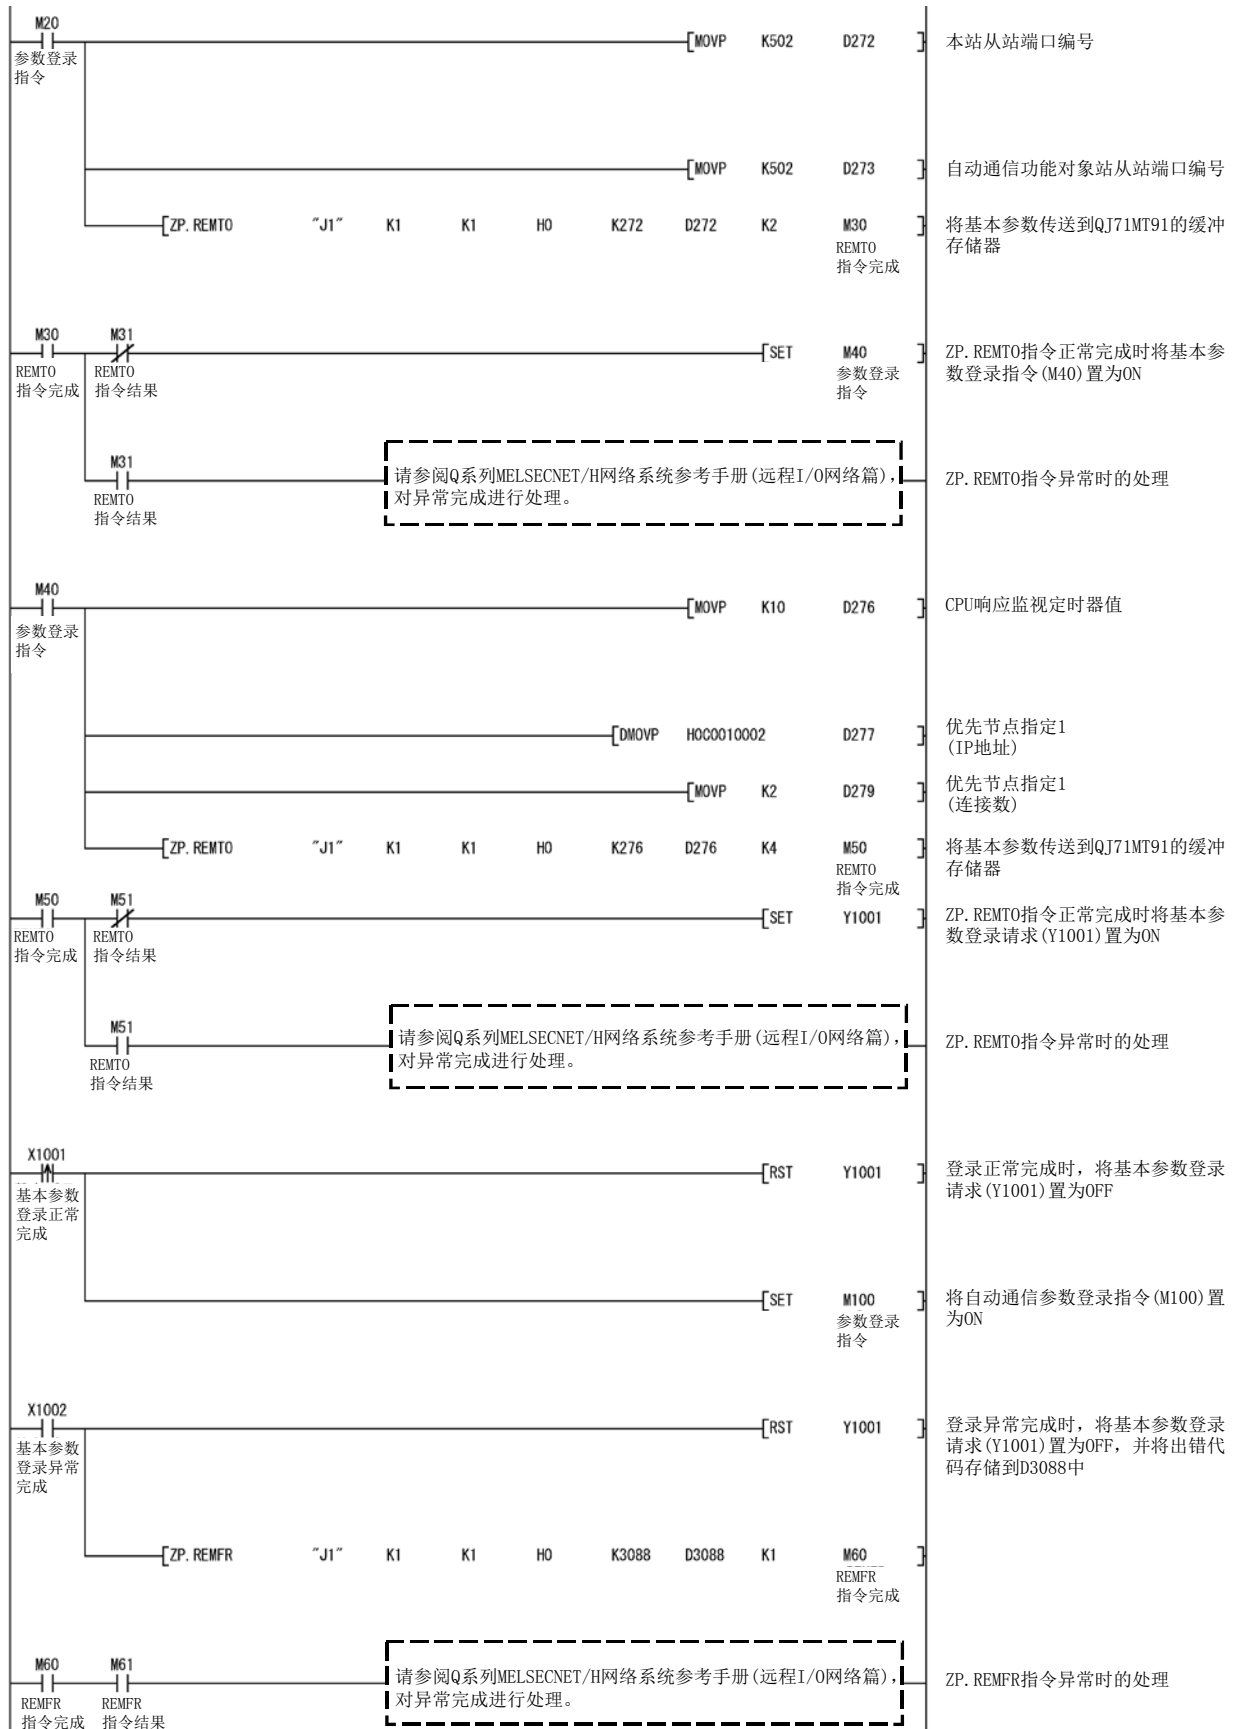 M20
参数登录
指令
[MOVP K502 D272 ]
本站从站端口编号
[MOVP K502 D273 ]
自动通信功能对象站从站端口编号
[ZP.REMTO "J1" K1 K1 H0 K272 D272 K2 M30 ]
REMTO
指令完成
将基本参数传送到QJ71MT91的缓冲
存储器
M30 M31
REMTO REMTO
指令完成 指令结果
[SET M40 ]
参数登录
指令
ZP.REMTO指令正常完成时将基本参
数登录指令(M40)置为ON
M31
REMTO
指令结果
请参阅Q系列MELSECNET/H网络系统参考手册(远程I/O网络篇),
对异常完成进行处理。
ZP.REMTO指令异常时的处理
M40
参数登录
指令
[MOVP K10 D276 ]
CPU响应监视定时器值
[DMOVP H0C0010002 D277 ]
优先节点指定1
(IP地址)
[MOVP K2 D279 ]
优先节点指定1
(连接数)
[ZP.REMTO "J1" K1 K1 H0 K276 D276 K4 M50 ]
REMTO
指令完成
将基本参数传送到QJ71MT91的缓冲
存储器
M50 M51
REMTO REMTO
指令完成 指令结果
[SET Y1001 ]
ZP.REMTO指令正常完成时将基本参
数登录请求(Y1001)置为ON
M51
REMTO
指令结果
请参阅Q系列MELSECNET/H网络系统参考手册(远程I/O网络篇),
对异常完成进行处理。
ZP.REMTO指令异常时的处理
X1001
基本参数
登录正常
完成
[RST Y1001 ]
登录正常完成时，将基本参数登录
请求(Y1001)置为OFF
[SET M100 ]
参数登录
指令
将自动通信参数登录指令(M100)置
为ON
X1002
基本参数
登录异常
完成
[RST Y1001 ]
登录异常完成时，将基本参数登录
请求(Y1001)置为OFF，并将出错代
码存储到D3088中
[ZP.REMFR "J1" K1 K1 H0 K3088 D3088 K1 M60 ]
REMFR
指令完成
M60 M61
REMFR REMFR
指令完成 指令结果
请参阅Q系列MELSECNET/H网络系统参考手册(远程I/O网络篇),
对异常完成进行处理。
ZP.REMFR指令异常时的处理